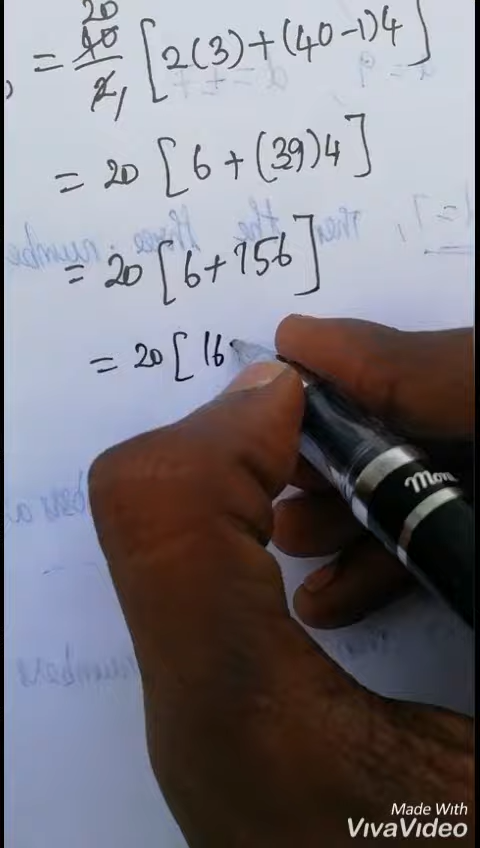 20
= 40/2, [2(3)+(40-1)4]
= 20 [6+(39)4]
= 20 [6+156]
= 20 [16
Mon
Made With
VivaVideo